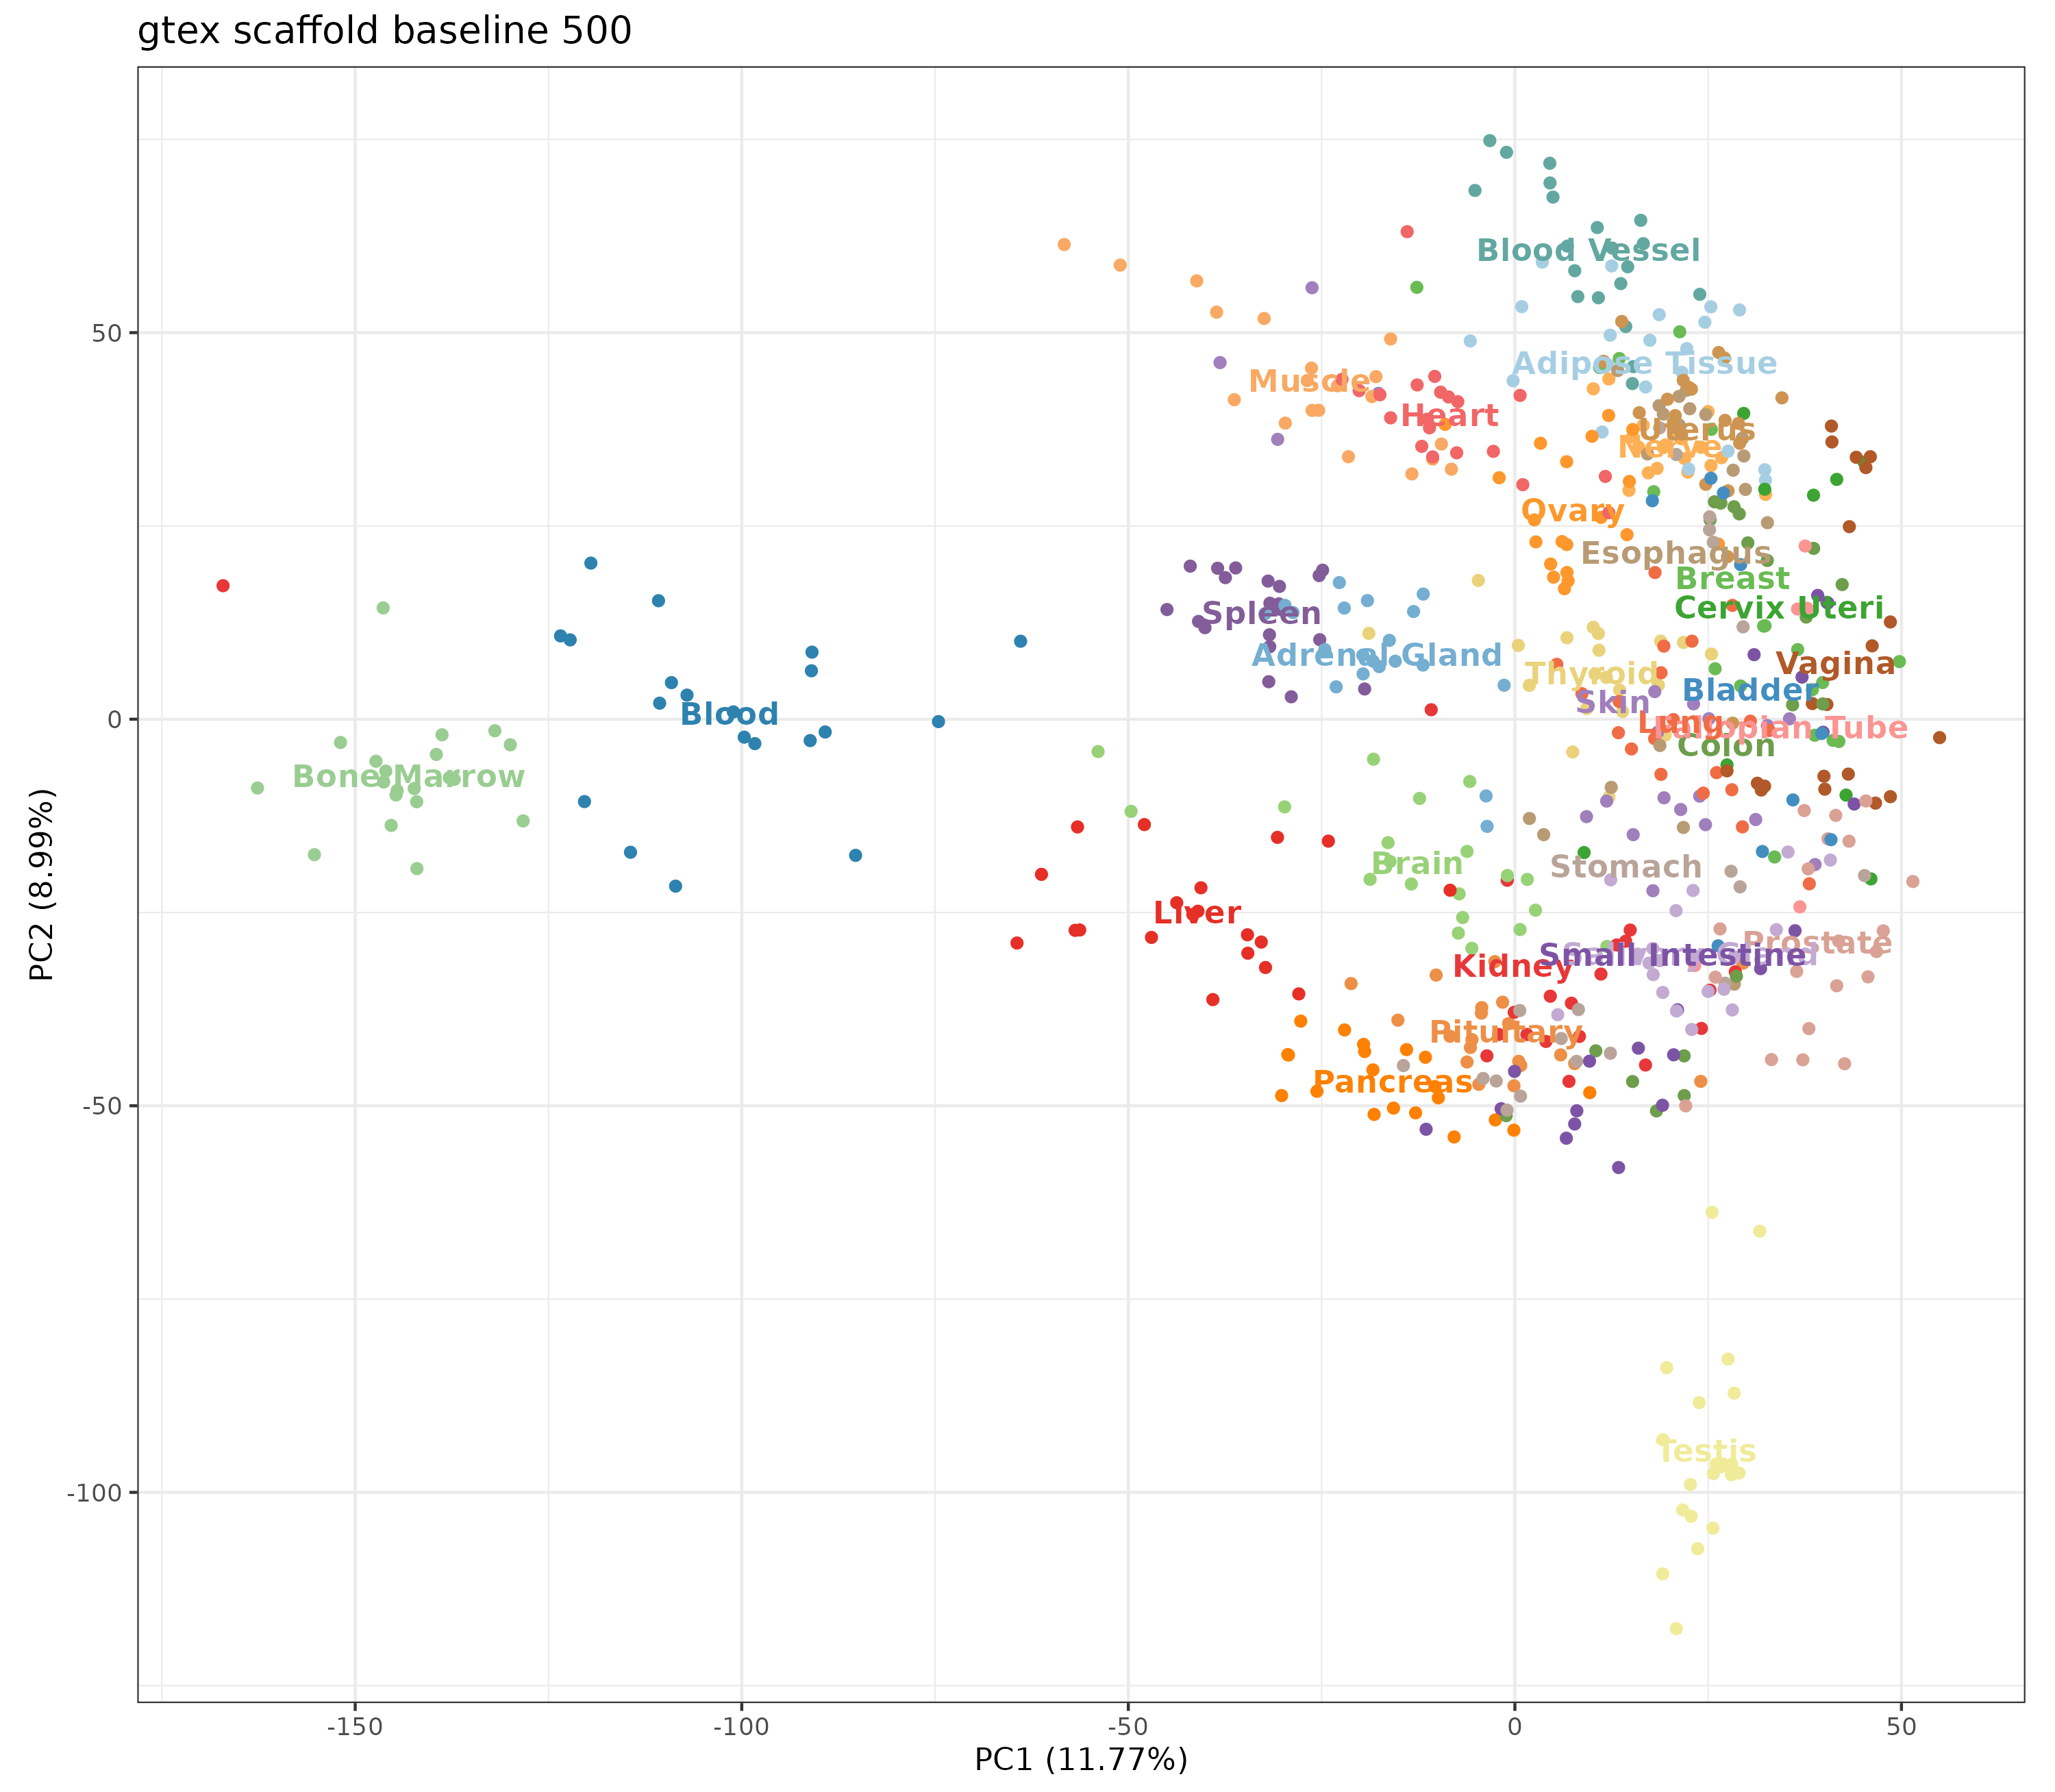 gtex scaffold baseline 500
Blood Vessel
50
Adipose Tissue
Muscle
Heart
Uterus
Nerve
Ovary
Esophagus
Breast
Spleen
Cervix Uteri
Adrenal Gland
Vagina
Thyroid
Bladder
Skin
0
Blood
Lung
Fallopian Tube
Colon
Bone Marrow
Brain
Stomach
Liver
Prostate
Small Intestine
Kidney
Pituitary
Pancreas
-50
Testis
-100
-150
-100
-50
0
50
PC1 (11.77%)
PC2 (8.99%)